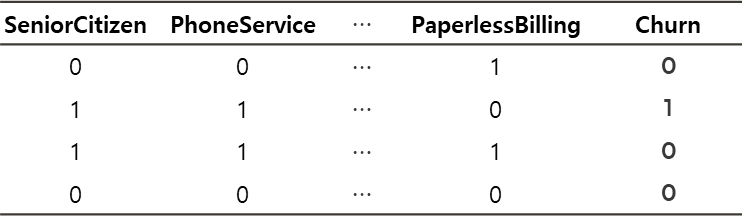 SeniorCitizen PhoneService ⋯ PaperlessBilling Churn
0 0 ⋯ 1 0
1 1 ⋯ 0 1
1 1 ⋯ 1 0
0 0 ⋯ 0 0